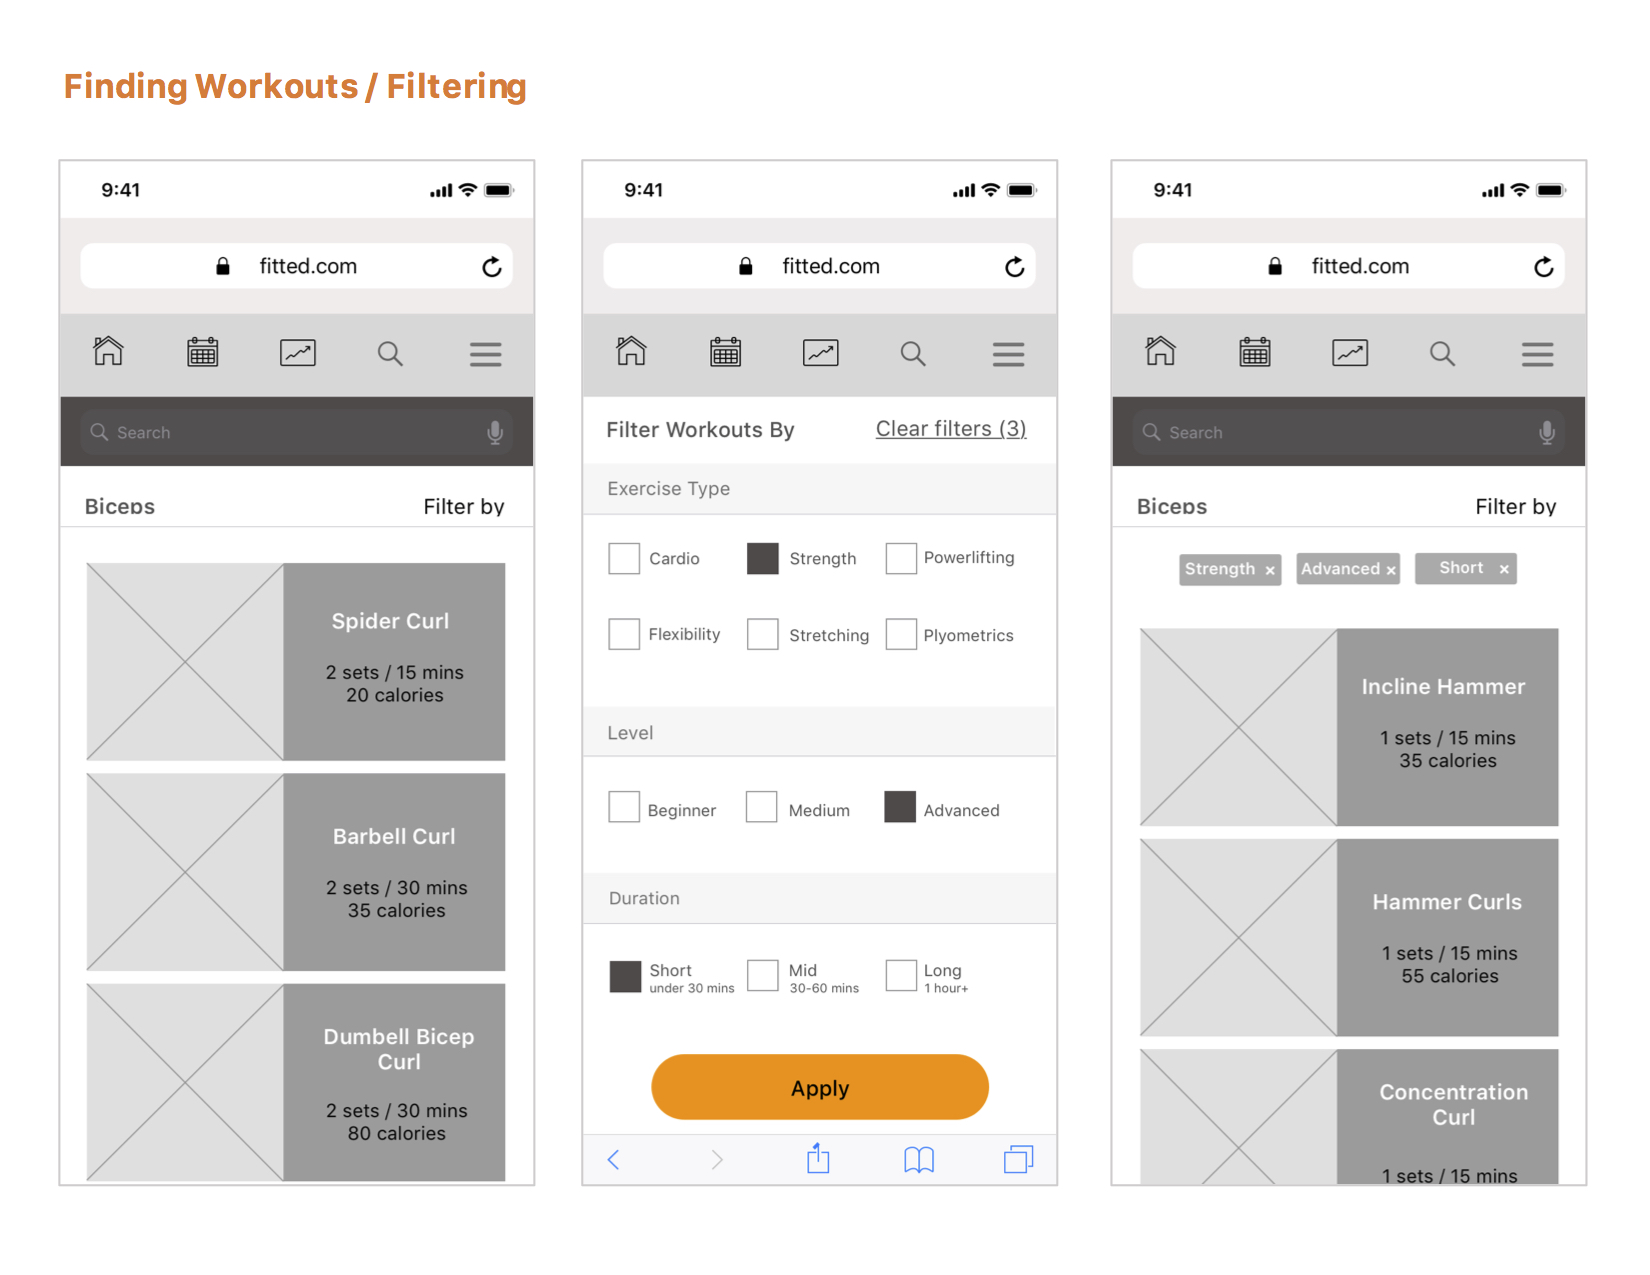 Finding Workouts / Filtering
9:41
fitted.com
Search
Biceps
Filter by
Spider Curl
2 sets / 15 mins
20 calories
Barbell Curl
2 sets / 30 mins
35 calories
Dumbell Bicep
Curl
2 sets / 30 mins
80 calories
9:41
fitted.com
Filter Workouts By
Clear filters (3)
Exercise Type
Cardio
Strength
Powerlifting
Flexibility
Stretching
Plyometrics
Level
Beginner
Medium
Advanced
Duration
Short
under 30 mins
Mid
30-60 mins
Long
1 hour+
Apply
9:41
fitted.com
Search
Biceps
Filter by
Strength ×
Advanced ×
Short ×
Incline Hammer
1 sets / 15 mins
35 calories
Hammer Curls
1 sets / 15 mins
55 calories
Concentration
Curl
1 sets / 15 mins